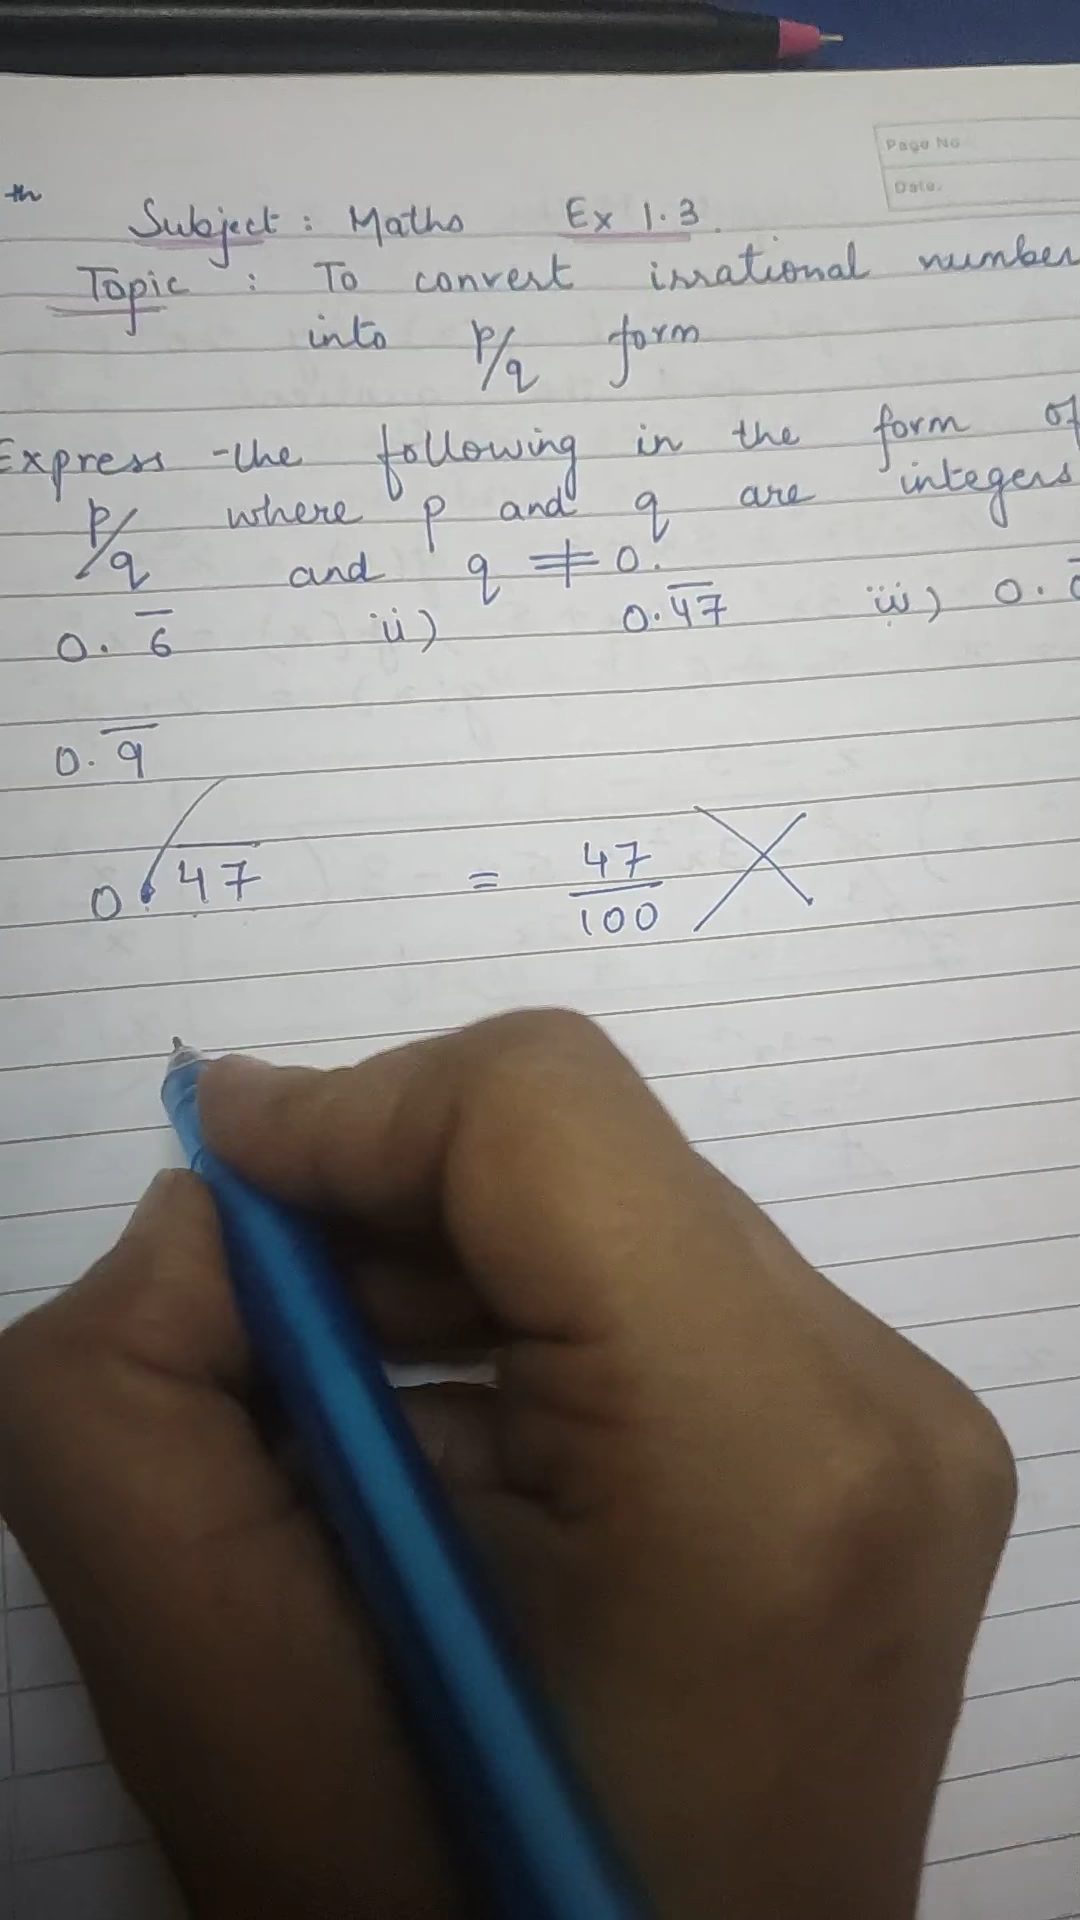 Page No
Date.
th
Subject : Maths Ex 1.3
Topic : To convert irrational number
into p/q form
Express the following in the form of
p/q where p and q are integers
and q ≠ 0.
0.6̅ ii) 0.4̅7̅ iii) 0.
0.9̅
0.4̅7̅ = 47/100